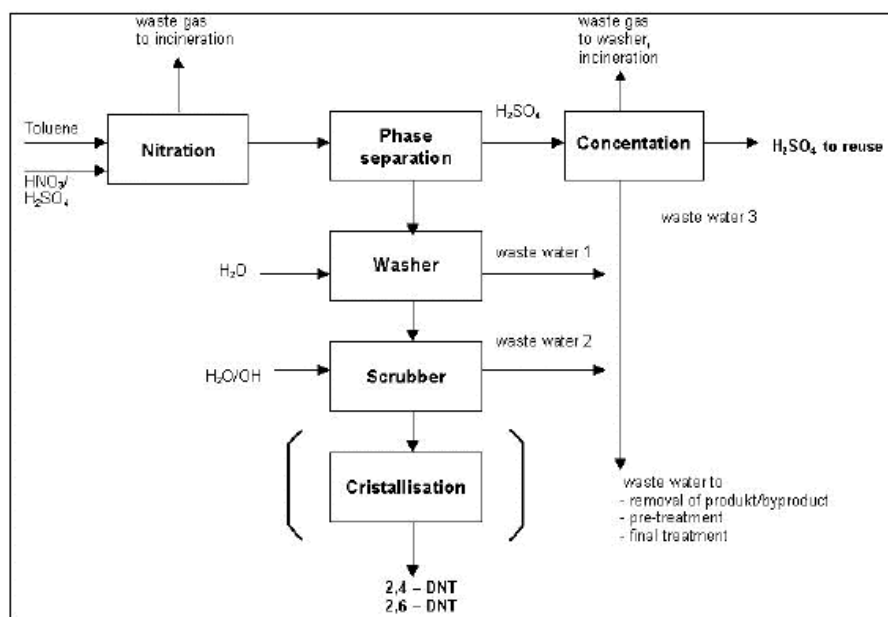 waste gas
to incineration
waste gas
to washer,
incineration
Toluene
HNO₃/
H₂SO₄
Nitration
Phase
separation
H₂SO₄
Concentation
H₂SO₄ to reuse
waste water 3
H₂O
Washer
waste water 1
H₂O/OH
Scrubber
waste water 2
Cristallisation
waste water to
- removal of produkt/byproduct
- pre-treatment
- final treatment
2,4 – DNT
2,6 – DNT